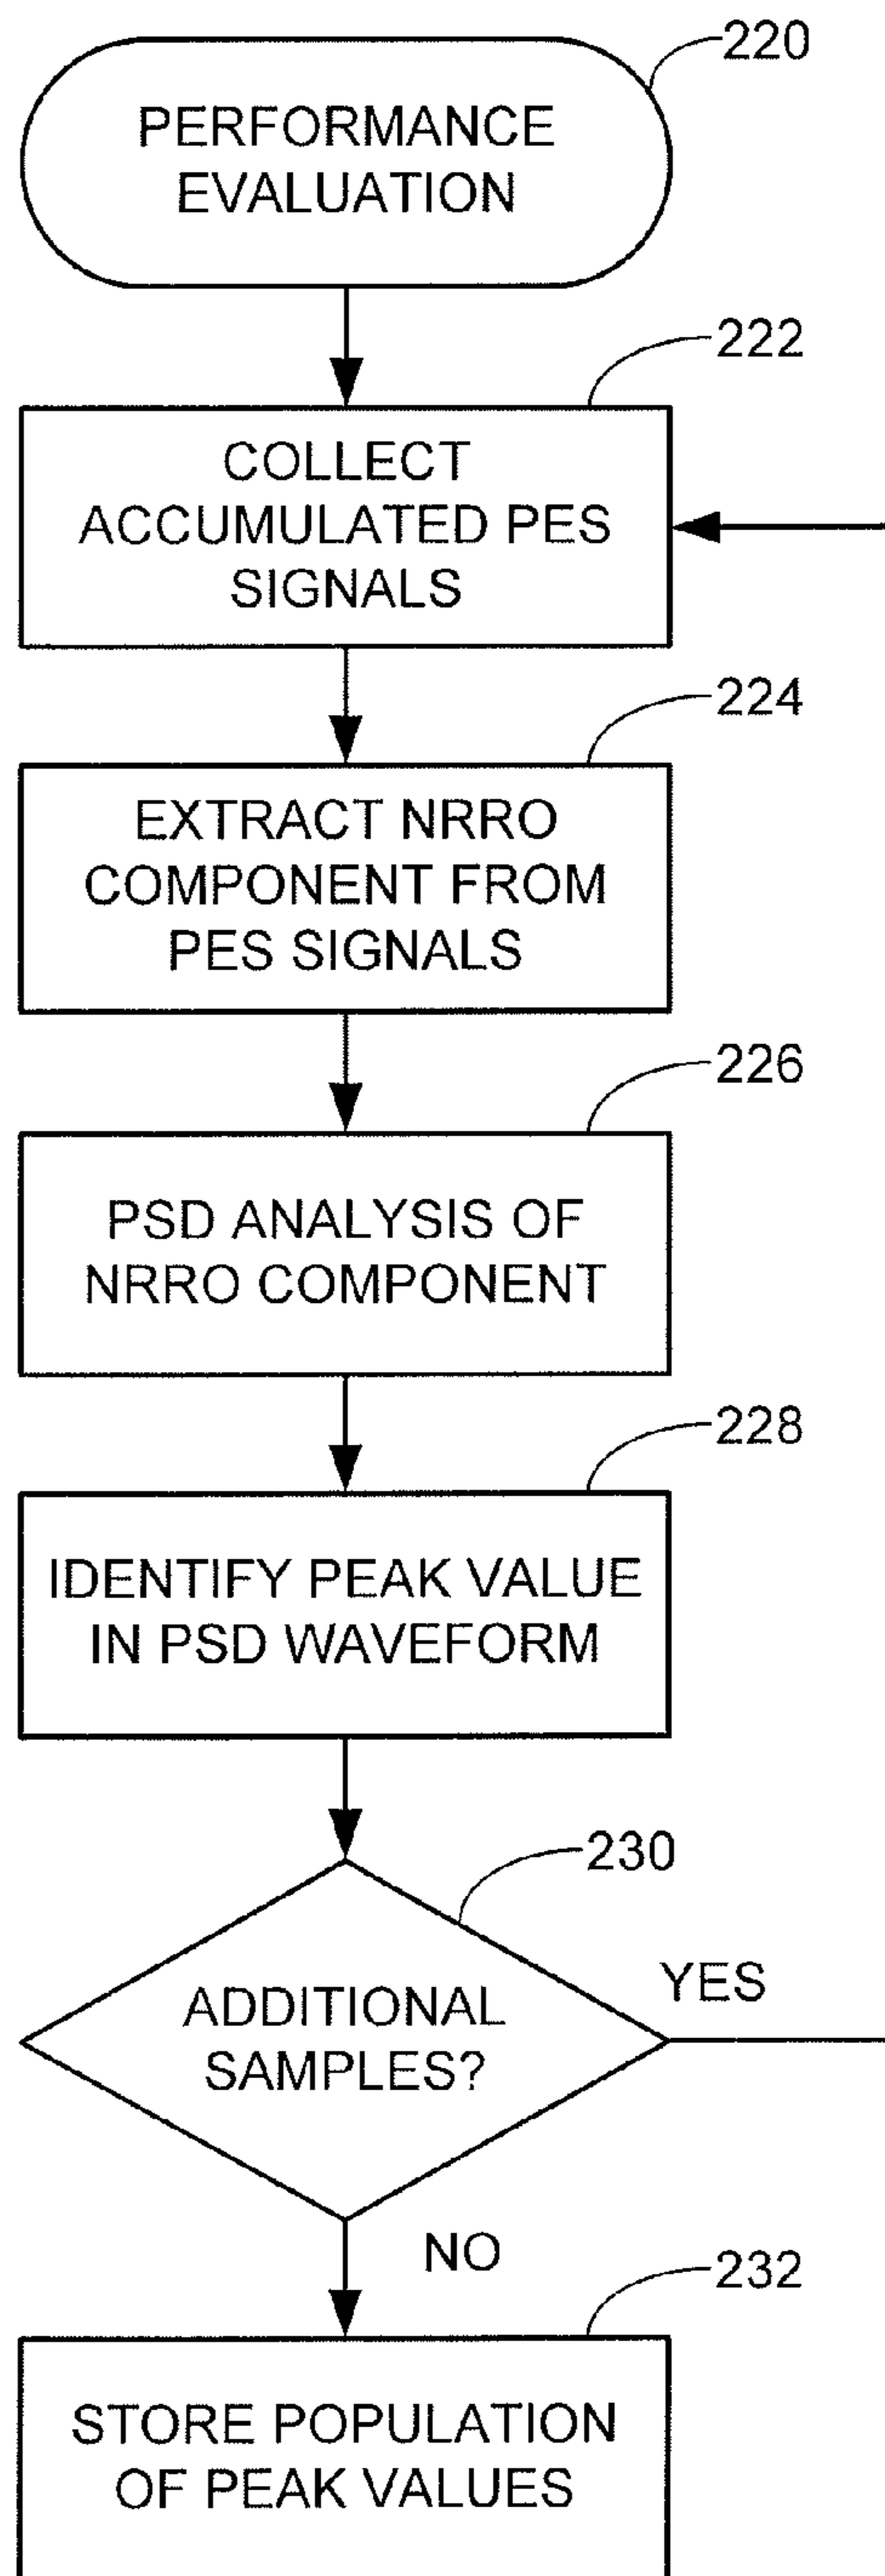 220
PERFORMANCE
EVALUATION
222
COLLECT
ACCUMULATED PES
SIGNALS
224
EXTRACT NRRO
COMPONENT FROM
PES SIGNALS
226
PSD ANALYSIS OF
NRRO COMPONENT
228
IDENTIFY PEAK VALUE
IN PSD WAVEFORM
230
ADDITIONAL
SAMPLES?
YES
NO
232
STORE POPULATION
OF PEAK VALUES